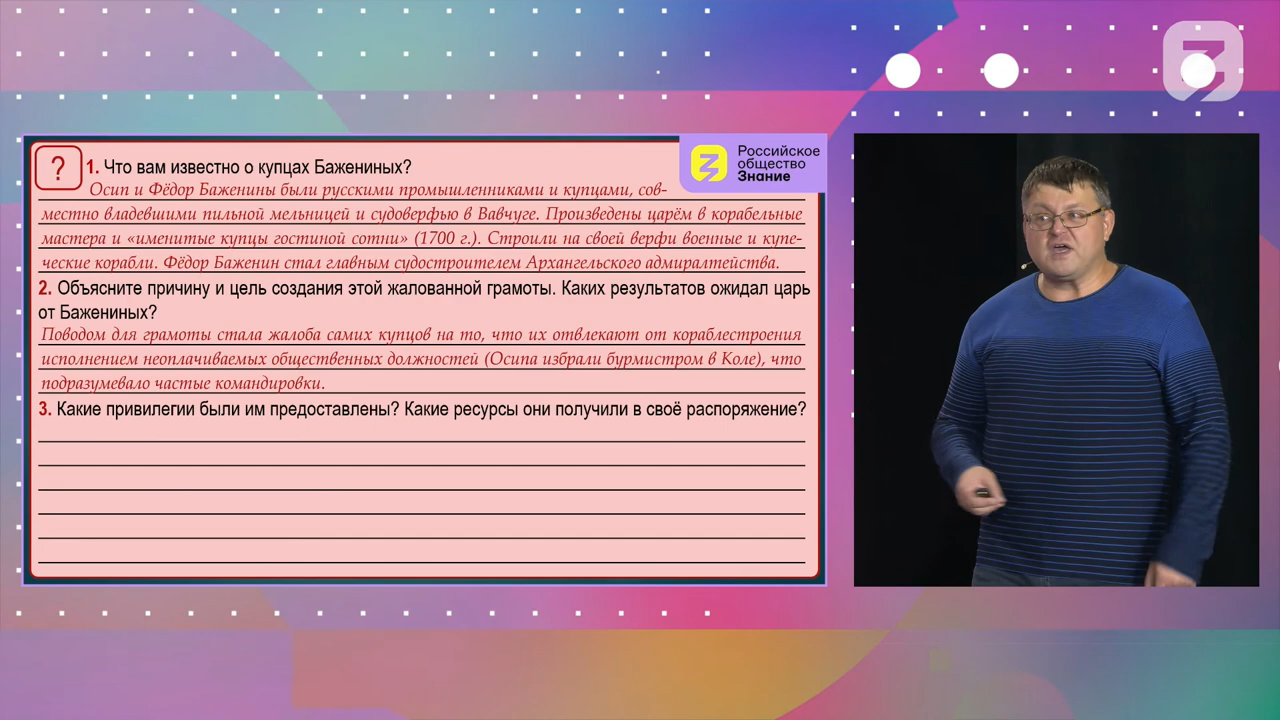 ? 1. Что вам известно о купцах Бажениных?
Российское
общество
Знание
Осип и Фёдор Баженины были русскими промышленниками и купцами, сов-
местно владевшими пильной мельницей и судоверфью в Вавчуге. Произведены царём в корабельные
мастера и «именитые купцы гостиной сотни» (1700 г.). Строили на своей верфи военные и купе-
ческие корабли. Фёдор Баженин стал главным судостроителем Архангельского адмиралтейства.
2. Объясните причину и цель создания этой жалованной грамоты. Каких результатов ожидал царь
от Бажениных?
Поводом для грамоты стала жалоба самих купцов на то, что их отвлекают от кораблестроения
исполнением неоплачиваемых общественных должностей (Осипа избрали бурмистром в Коле), что
подразумевало частые командировки.
3. Какие привилегии были им предоставлены? Какие ресурсы они получили в своё распоряжение?